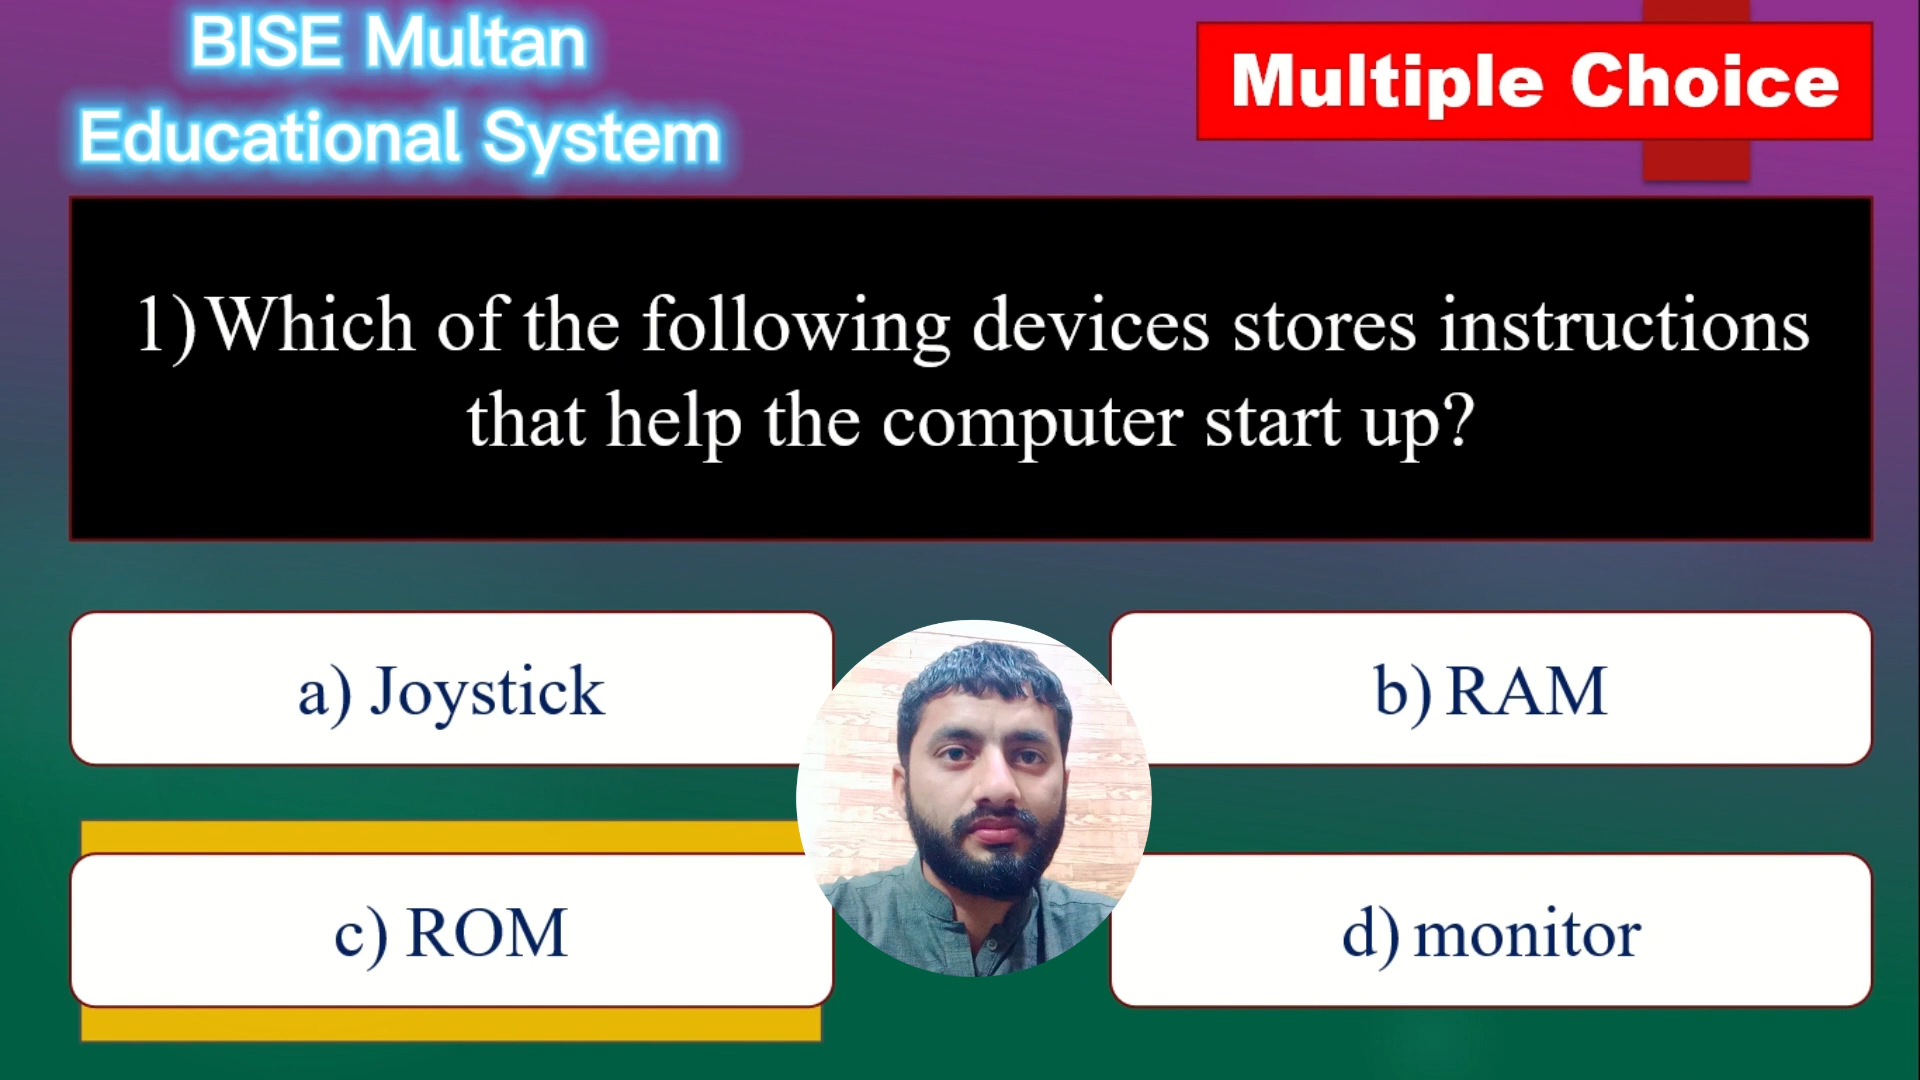 BISE Multan
Educational System
Multiple Choice
1) Which of the following devices stores instructions
that help the computer start up?
a) Joystick
b) RAM
c) ROM
d) monitor